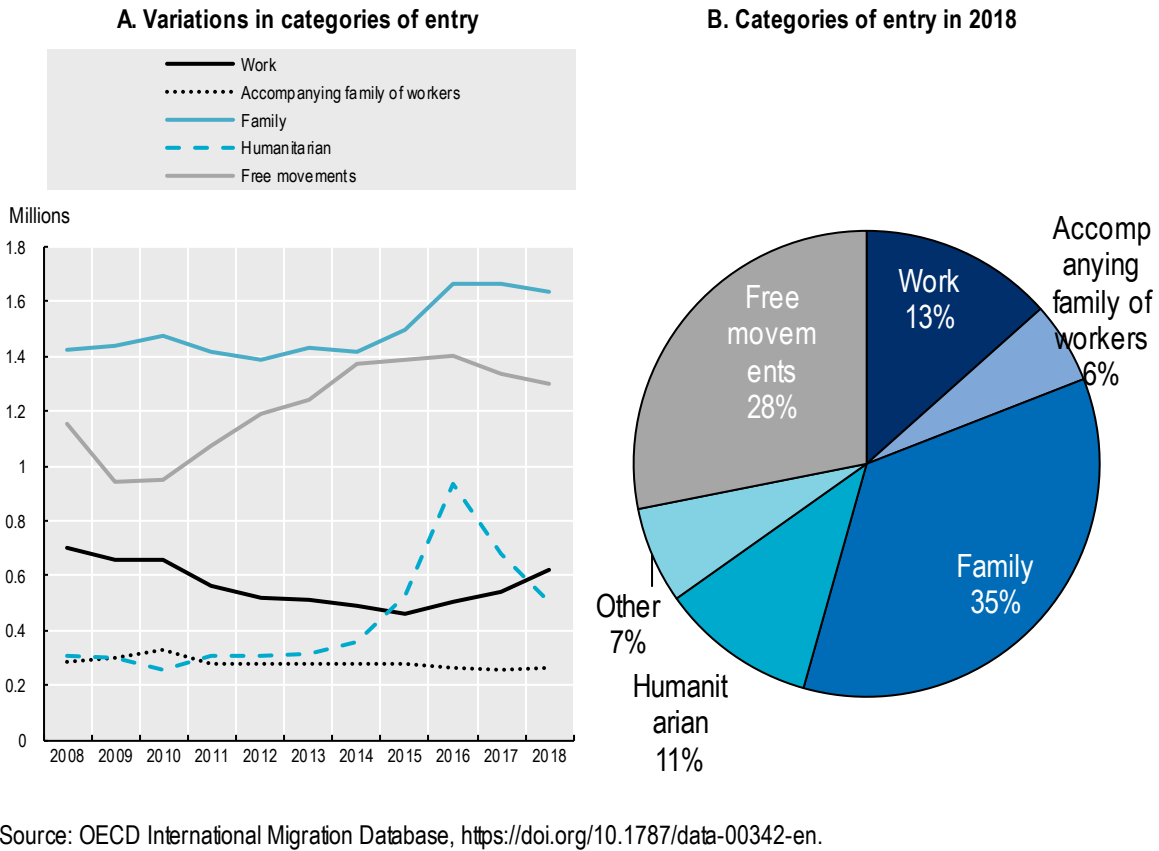 A. Variations in categories of entry
Work
Accompanying family of workers
Family
Humanitarian
Free movements
Millions
1.8
1.6
1.4
1.2
1
0.8
0.6
0.4
0.2
0
2008 2009 2010 2011 2012 2013 2014 2015 2016 2017 2018
B. Categories of entry in 2018
Work
13%
Accomp
anying
family of
workers
6%
Family
35%
Humanit
arian
11%
Other
7%
Free
movem
ents
28%
Source: OECD International Migration Database, https://doi.org/10.1787/data-00342-en.